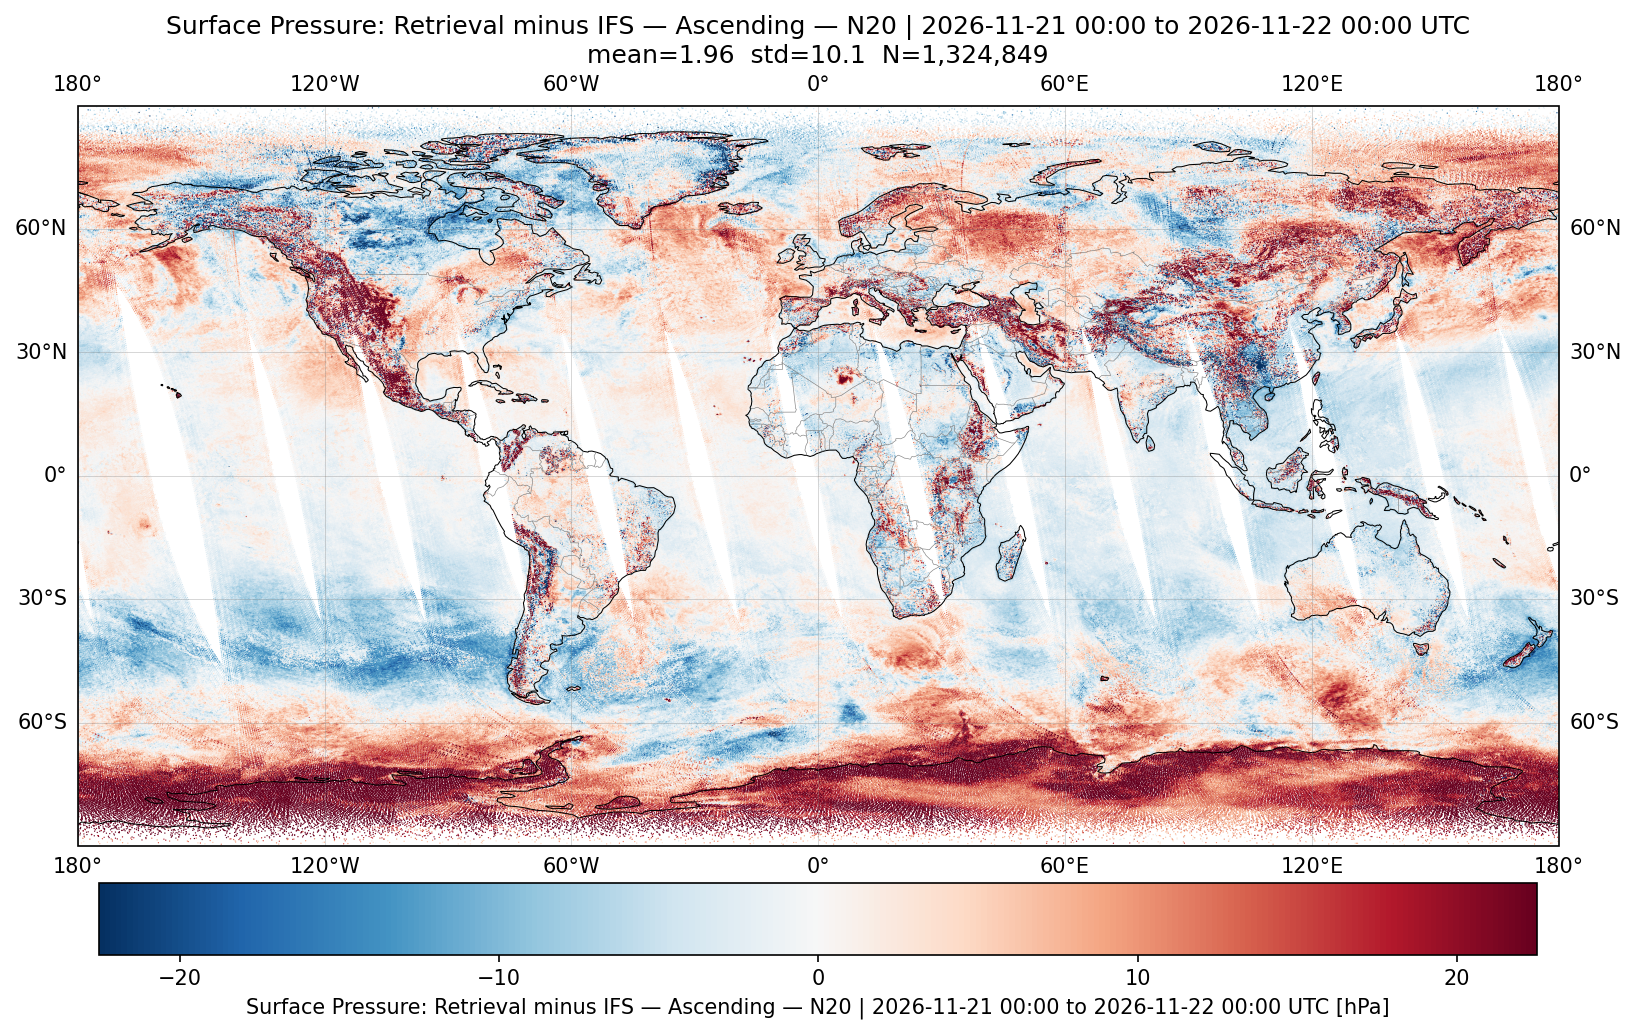 Surface Pressure: Retrieval minus IFS — Ascending — N20 | 2026-11-21 00:00 to 2026-11-22 00:00 UTC
mean=1.96  std=10.1  N=1,324,849
180° 120°W 60°W 0° 60°E 120°E 180°
60°N 60°N
30°N 30°N
0° 0°
30°S 30°S
60°S 60°S
180° 120°W 60°W 0° 60°E 120°E 180°
−20 −10 0 10 20
Surface Pressure: Retrieval minus IFS — Ascending — N20 | 2026-11-21 00:00 to 2026-11-22 00:00 UTC [hPa]